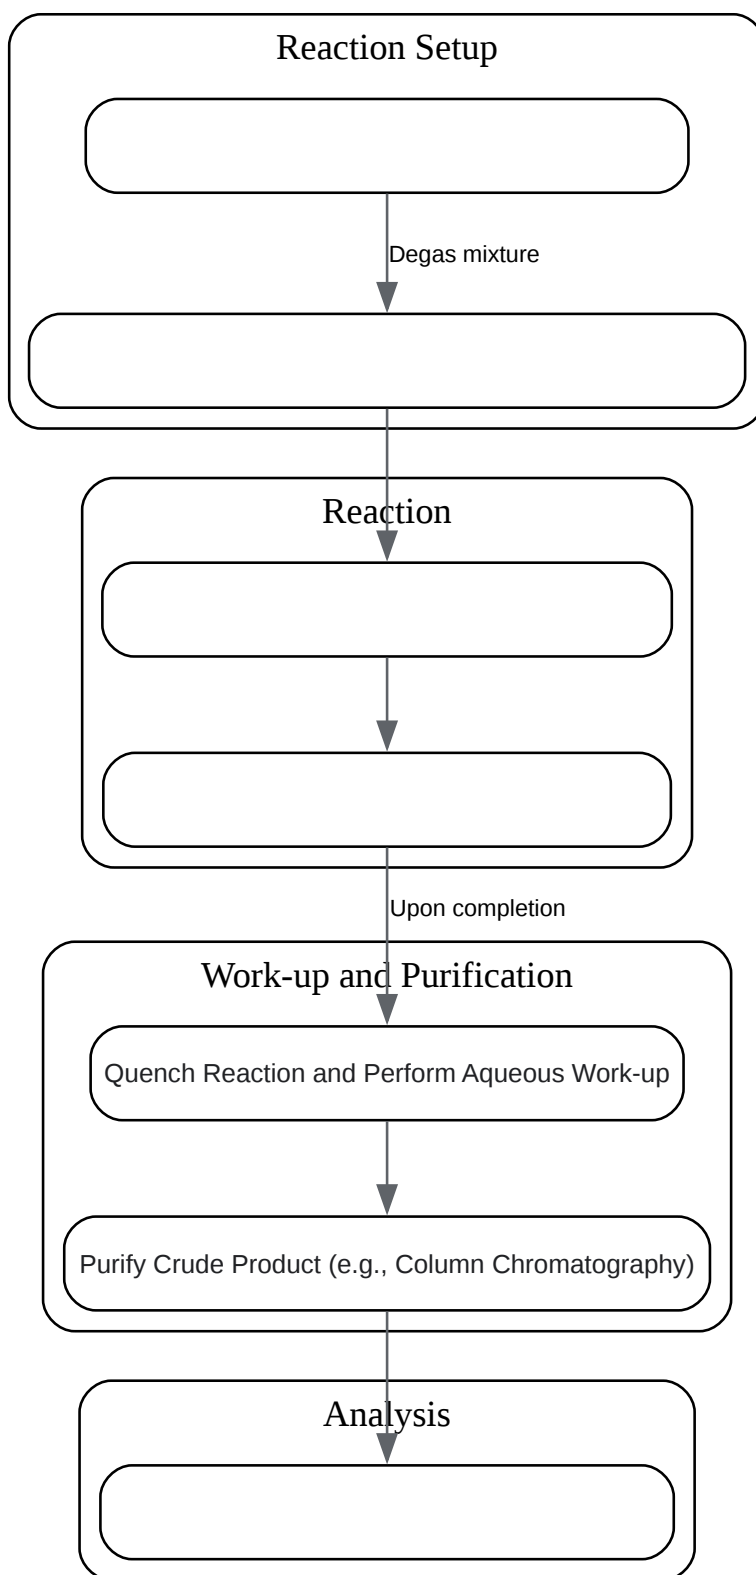 Reaction Setup
Degas mixture
Reaction
Upon completion
Work-up and Purification
Quench Reaction and Perform Aqueous Work-up
Purify Crude Product (e.g., Column Chromatography)
Analysis